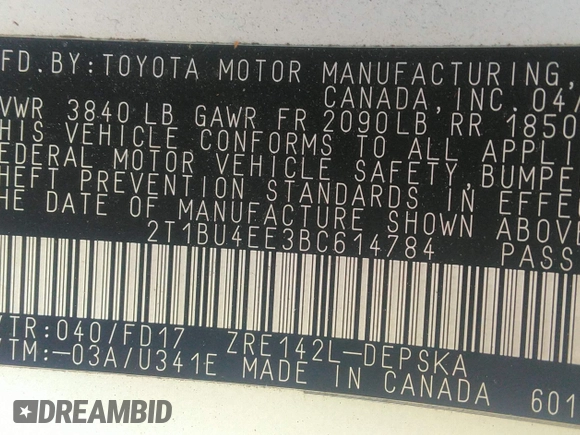 FD. BY: TOYOTA MOTOR MANUFACTURING,
CANADA, INC. 04/
VWR 3840 LB GAWR FR 2090LB, RR 1850
HIS VEHICLE CONFORMS TO ALL APPLI
EDERAL MOTOR VEHICLE SAFETY, BUMPE
HEFT PREVENTION STANDARDS IN EFFE
HE DATE OF MANUFACTURE SHOWN ABOVE
2T1BU4EE3BC614784 PASS
/TR:040/FD17 ZRE142L-DEPSKA
/TM:-03A/U341E MADE IN CANADA 601
DREAMBID